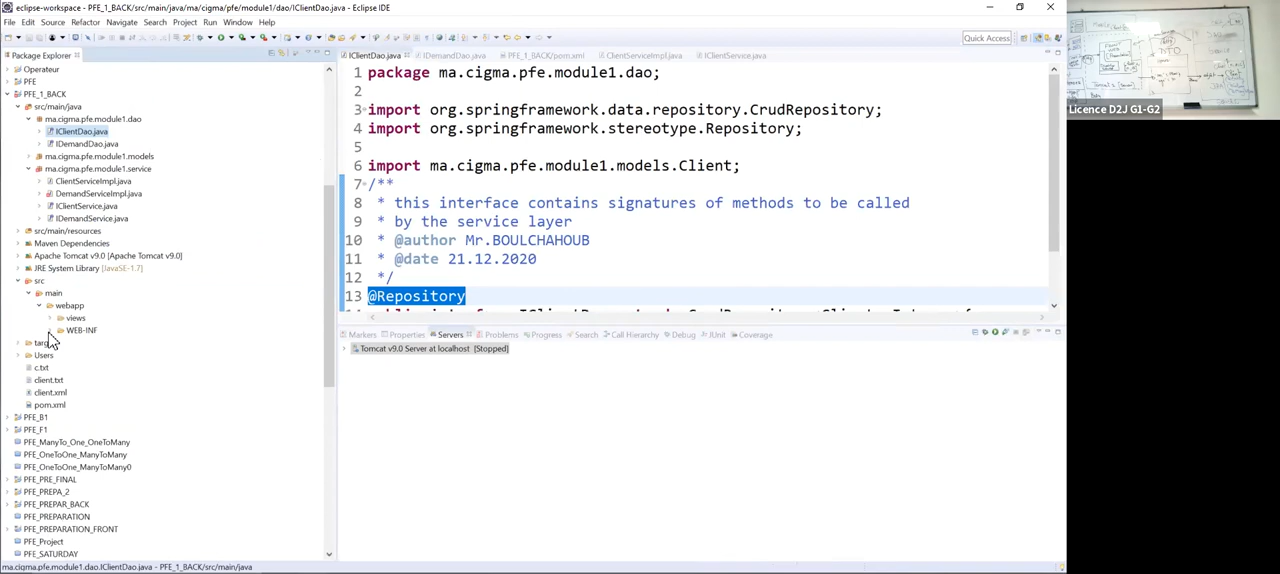 eclipse-workspace - PFE_1_BACK/src/main/java/ma/cigma/pfe/module1/dao/IClientDao.java - Eclipse IDE
File Edit Source Refactor Navigate Search Project Run Window Help
Quick Access
Package Explorer
Operateur
PFE
PFE_1_BACK
src/main/java
ma.cigma.pfe.module1.dao
IClientDao.java
IDemandDao.java
ma.cigma.pfe.module1.models
ma.cigma.pfe.module1.service
ClientServiceImpl.java
DemandServiceImpl.java
IClientService.java
IDemandService.java
src/main/resources
Maven Dependencies
Apache Tomcat v9.0 [Apache Tomcat v9.0]
JRE System Library [JavaSE-1.7]
src
main
webapp
views
WEB-INF
Users
c.txt
client.txt
client.xml
pom.xml
PFE_B1
PFE_F1
PFE_ManyTo_One_OneToMany
PFE_OneToOne_ManyToMany
PFE_OneToOne_ManyToMany0
PFE_PRE_FINAL
PFE_PREPA_2
PFE_PREPAR_BACK
PFE_PREPARATION
PFE_PREPARATION_FRONT
PFE_Project
PFE_SATURDAY
IClientDao.java IDemandDao.java PFE_1_BACK/pom.xml ClientServiceImpl.java IClientService.java
1 package ma.cigma.pfe.module1.dao;
2
3 import org.springframework.data.repository.CrudRepository;
4 import org.springframework.stereotype.Repository;
5
6 import ma.cigma.pfe.module1.models.Client;
7 /**
8 * this interface contains signatures of methods to be called
9 * by the service layer
10 * @author Mr.BOULCHAHOUB
11 * @date 21.12.2020
12 */
13 @Repository
Markers Properties Servers Problems Progress Search Call Hierarchy Debug JUnit Coverage
Tomcat v9.0 Server at localhost [Stopped]
ma.cigma.pfe.module1.dao.IClientDao.java - PFE_1_BACK/src/main/java
Licence D2J G1-G2